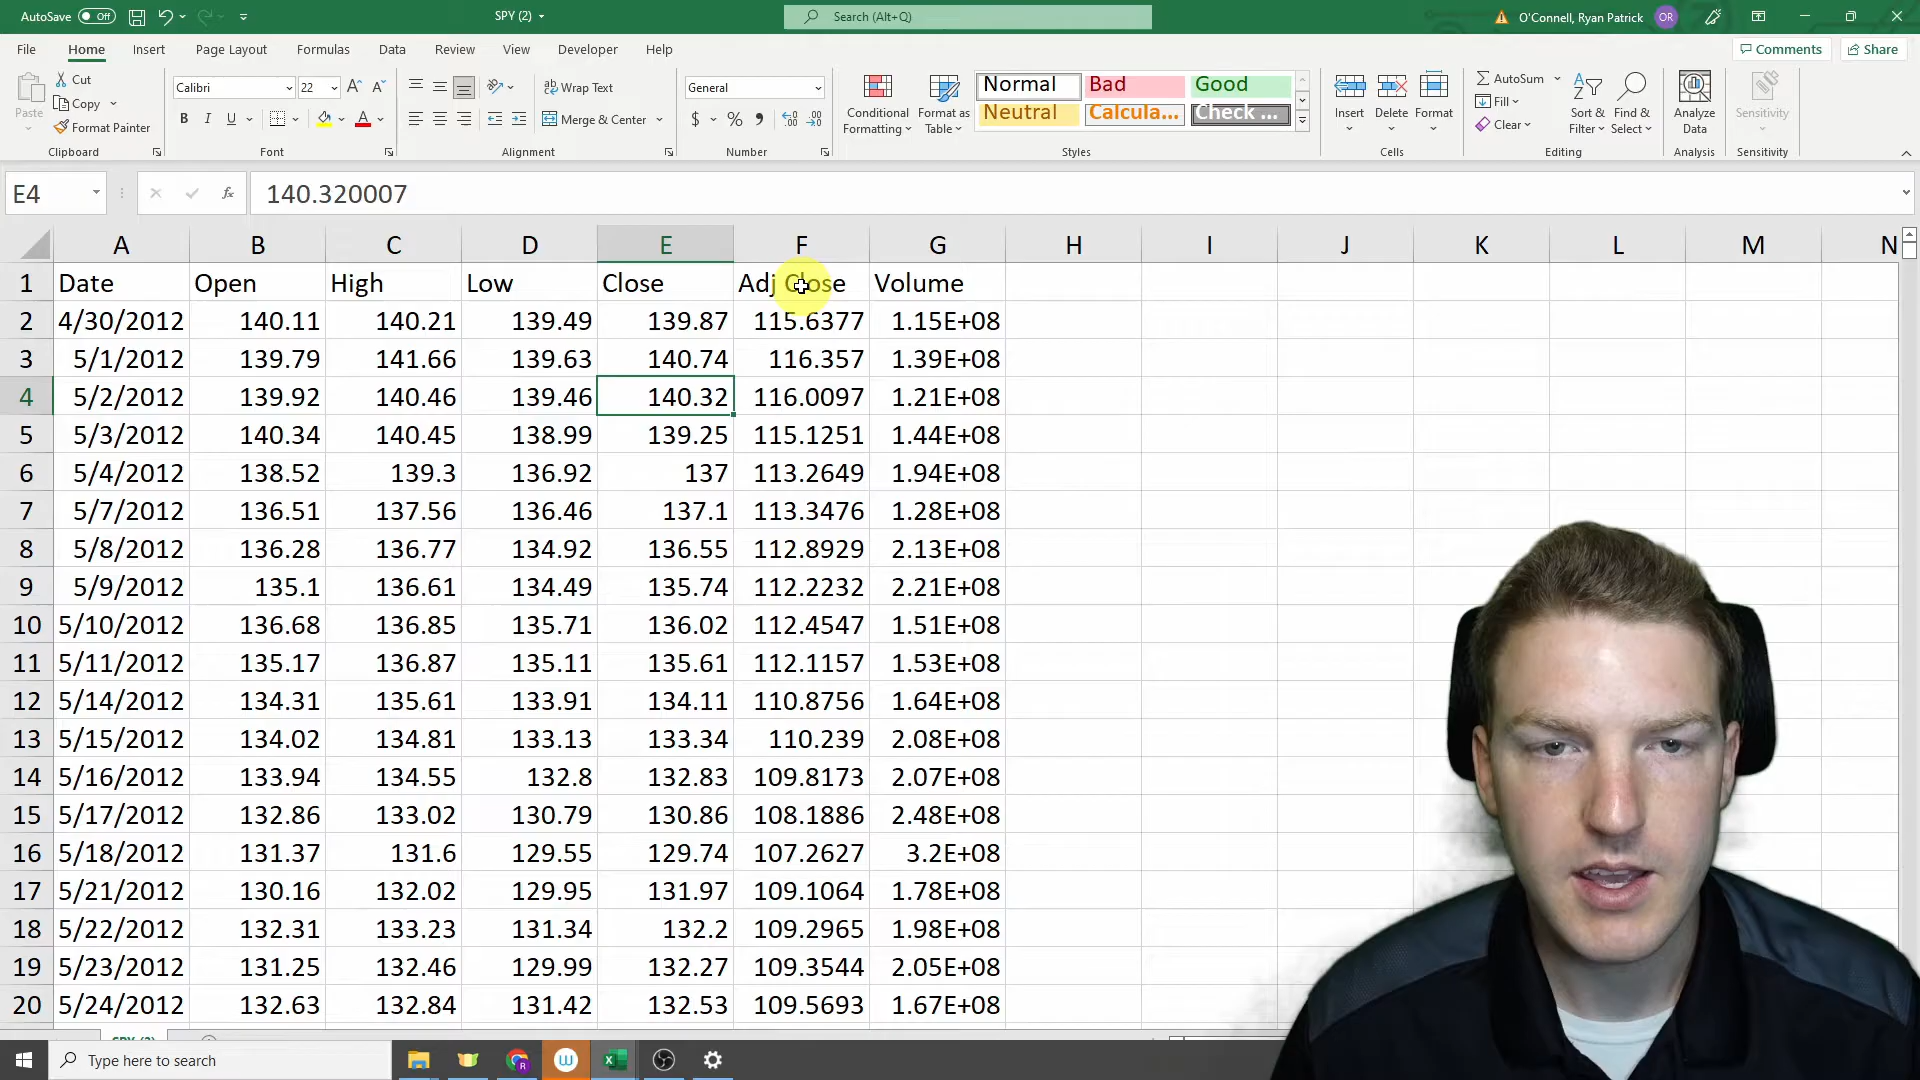 AutoSave Off SPY (2) Search (Alt+Q) O'Connell, Ryan Patrick OR
File Home Insert Page Layout Formulas Data Review View Developer Help Comments Share
Paste Cut Copy Format Painter Clipboard
Calibri 22 B I U A A A Font
Wrap Text Merge & Center Alignment
General $ % 9 Number
Conditional Formatting Format as Table Normal Bad Good Neutral Calcula... Check ... Styles
Insert Delete Format Cells
AutoSum Fill Clear Sort & Filter Find & Select Editing
Analyze Data Analysis Sensitivity Sensitivity
E4 fx 140.320007
A B C D E F G H I J K L M N
1 Date Open High Low Close Adj Close Volume
2 4/30/2012 140.11 140.21 139.49 139.87 115.6377 1.15E+08
3 5/1/2012 139.79 141.66 139.63 140.74 116.357 1.39E+08
4 5/2/2012 139.92 140.46 139.46 140.32 116.0097 1.21E+08
5 5/3/2012 140.34 140.45 138.99 139.25 115.1251 1.44E+08
6 5/4/2012 138.52 139.3 136.92 137 113.2649 1.94E+08
7 5/7/2012 136.51 137.56 136.46 137.1 113.3476 1.28E+08
8 5/8/2012 136.28 136.77 134.92 136.55 112.8929 2.13E+08
9 5/9/2012 135.1 136.61 134.49 135.74 112.2232 2.21E+08
10 5/10/2012 136.68 136.85 135.71 136.02 112.4547 1.51E+08
11 5/11/2012 135.17 136.87 135.11 135.61 112.1157 1.53E+08
12 5/14/2012 134.31 135.61 133.91 134.11 110.8756 1.64E+08
13 5/15/2012 134.02 134.81 133.13 133.34 110.239 2.08E+08
14 5/16/2012 133.94 134.55 132.8 132.83 109.8173 2.07E+08
15 5/17/2012 132.86 133.02 130.79 130.86 108.1886 2.48E+08
16 5/18/2012 131.37 131.6 129.55 129.74 107.2627 3.2E+08
17 5/21/2012 130.16 132.02 129.95 131.97 109.1064 1.78E+08
18 5/22/2012 132.31 133.23 131.34 132.2 109.2965 1.98E+08
19 5/23/2012 131.25 132.46 129.99 132.27 109.3544 2.05E+08
20 5/24/2012 132.63 132.84 131.42 132.53 109.5693 1.67E+08
SPY (2)
Type here to search